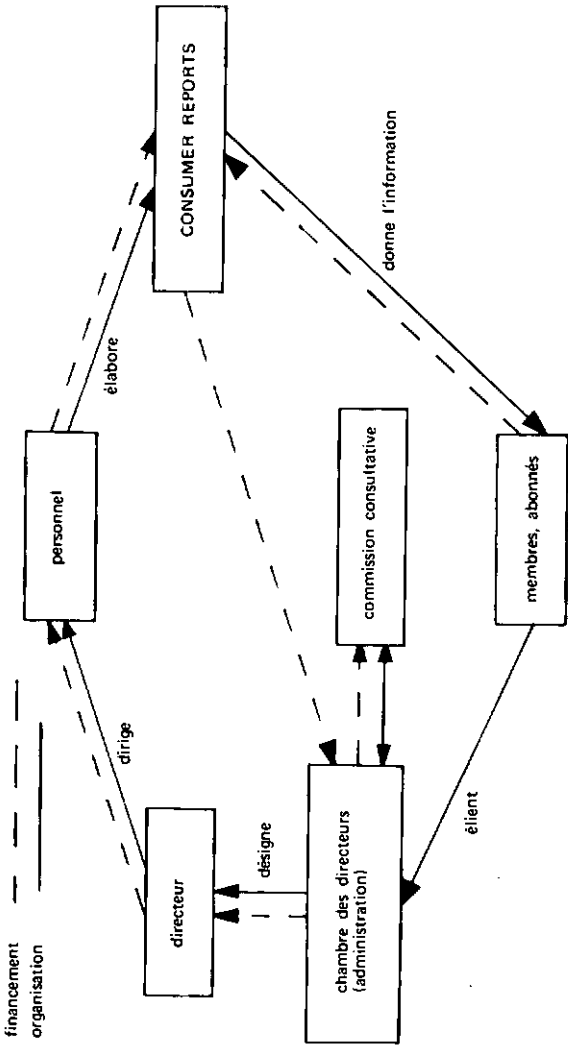 financement
organisation
directeur
dirige
personnel
élabore
CONSUMER REPORTS
désigne
chambre des directeurs
(administration)
commission consultative
donne l'information
élient
membres, abonnés